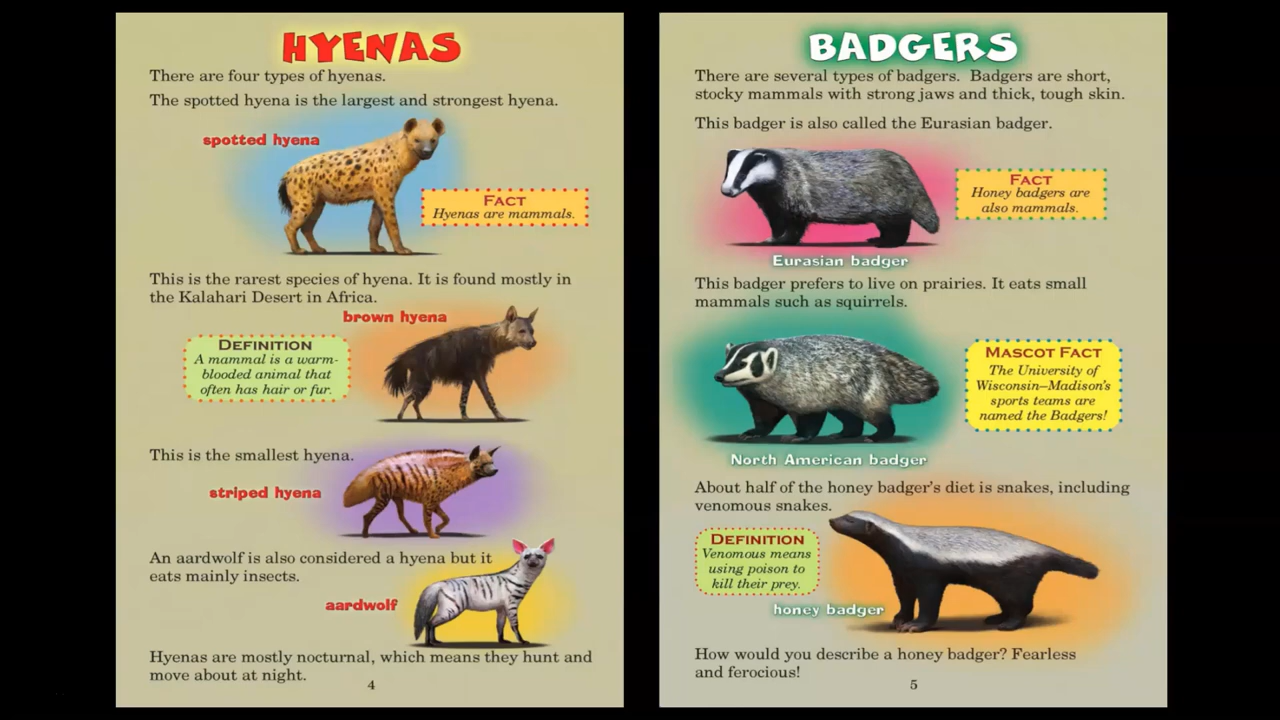 HYENAS
There are four types of hyenas.
The spotted hyena is the largest and strongest hyena.
spotted hyena
FACT
Hyenas are mammals.
This is the rarest species of hyena. It is found mostly in
the Kalahari Desert in Africa.
brown hyena
DEFINITION
A mammal is a warm-
blooded animal that
often has hair or fur.
This is the smallest hyena.
striped hyena
An aardwolf is also considered a hyena but it
eats mainly insects.
aardwolf
Hyenas are mostly nocturnal, which means they hunt and
move about at night.
4
BADGERS
There are several types of badgers. Badgers are short,
stocky mammals with strong jaws and thick, tough skin.
This badger is also called the Eurasian badger.
FACT
Honey badgers are
also mammals.
Eurasian badger
This badger prefers to live on prairies. It eats small
mammals such as squirrels.
MASCOT FACT
The University of
Wisconsin–Madison's
sports teams are
named the Badgers!
North American badger
About half of the honey badger's diet is snakes, including
venomous snakes.
DEFINITION
Venomous means
using poison to
kill their prey.
honey badger
How would you describe a honey badger? Fearless
and ferocious!
5